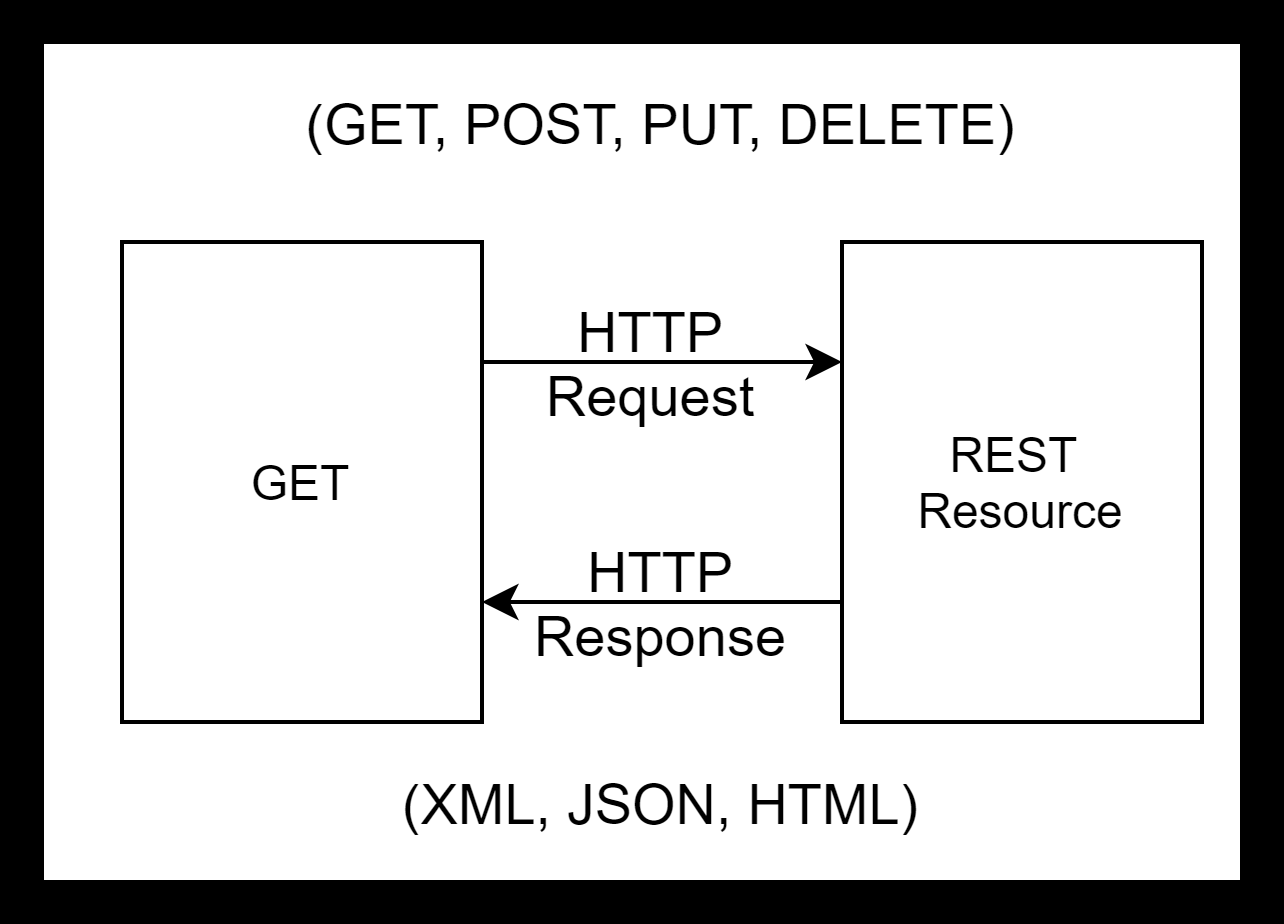 (GET, POST, PUT, DELETE)
HTTP
Request
GET
REST
Resource
HTTP
Response
(XML, JSON, HTML)